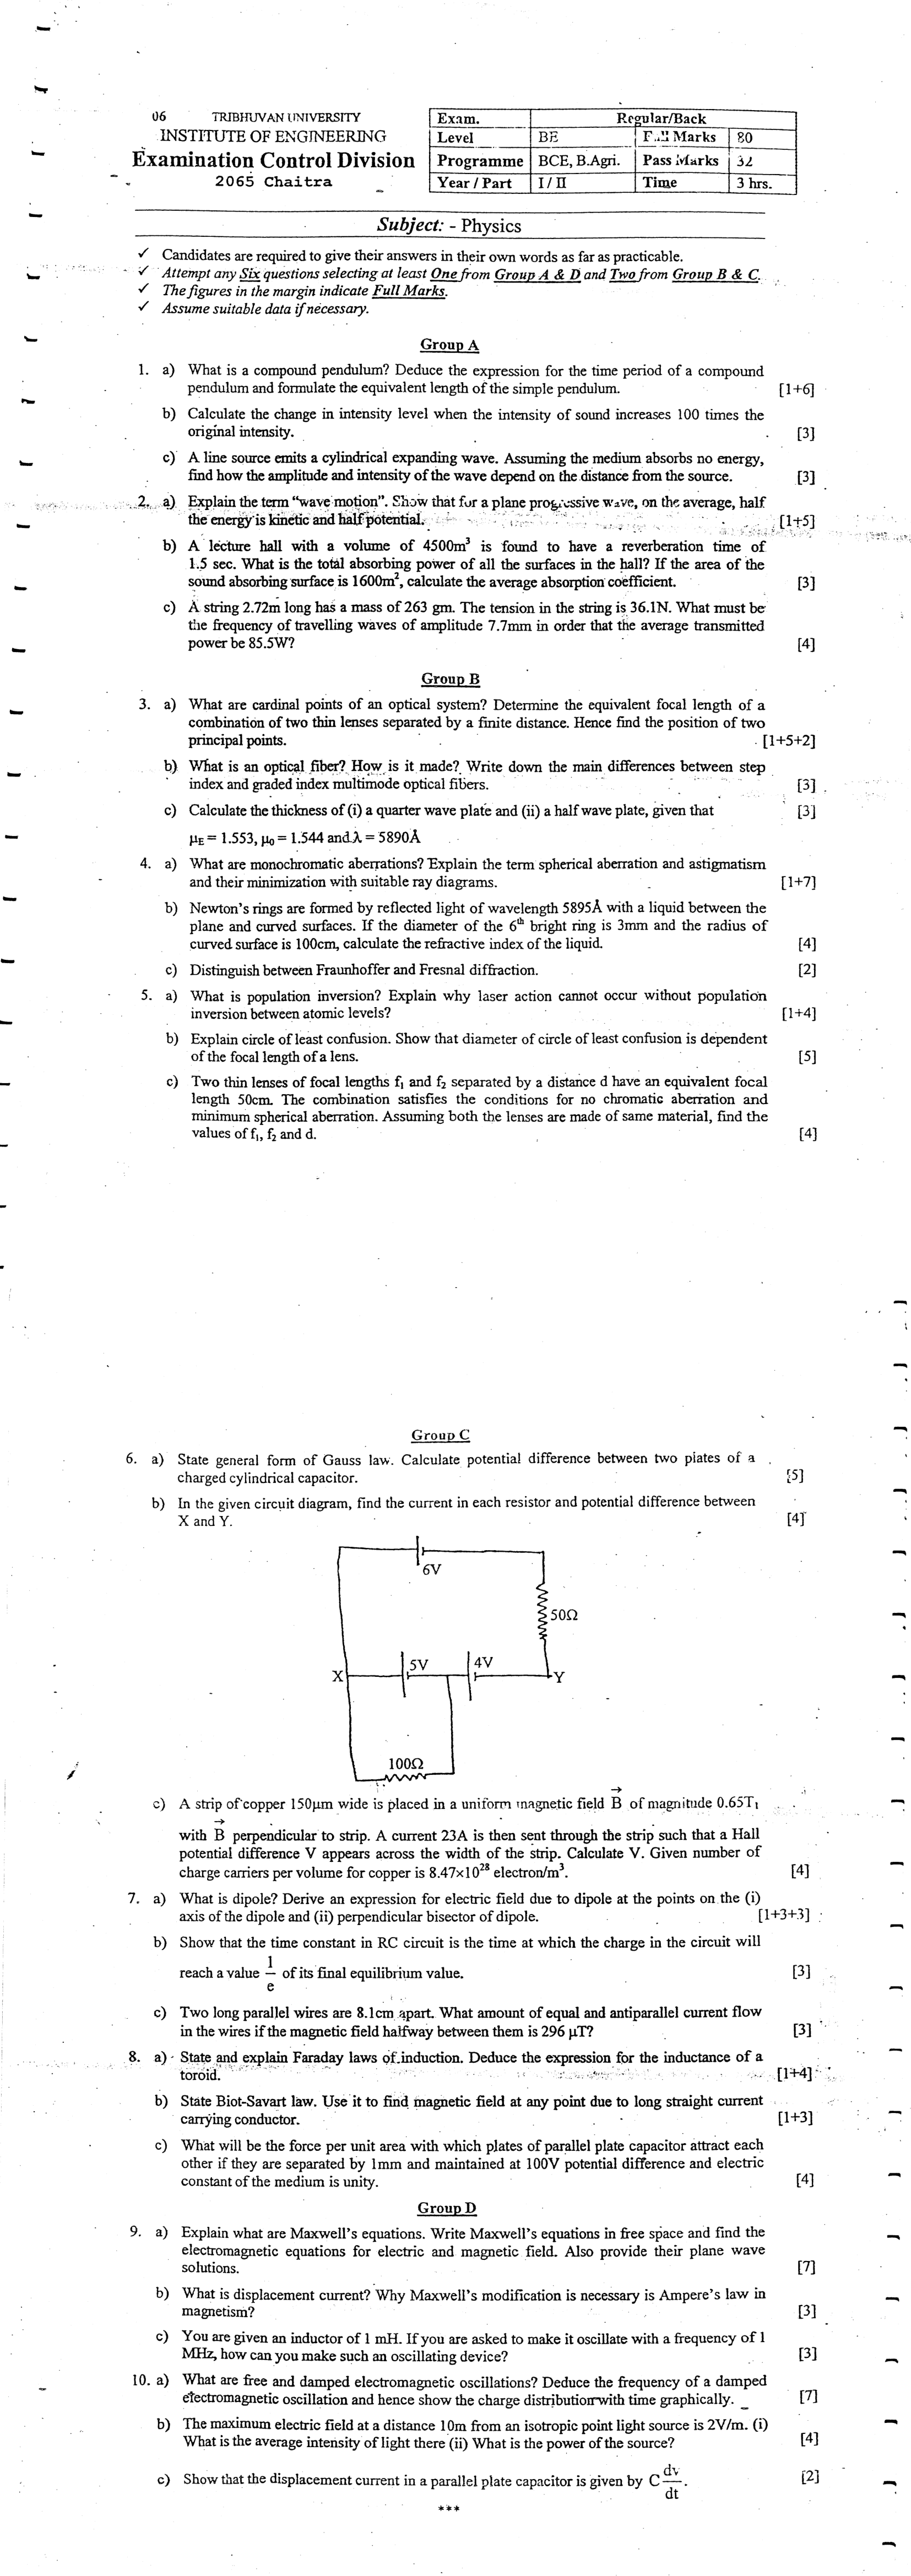 06 TRIBHUVAN UNIVERSITY
INSTITUTE OF ENGINEERING
Examination Control Division
2065 Chaitra
Exam. Regular/Back
Level BE Full Marks 80
Programme BCE, B.Agri. Pass Marks 32
Year / Part I / II Time 3 hrs.
Subject: - Physics
✓ Candidates are required to give their answers in their own words as far as practicable.
✓ Attempt any Six questions selecting at least One from Group A & D and Two from Group B & C.
✓ The figures in the margin indicate Full Marks.
✓ Assume suitable data if necessary.
Group A
1. a) What is a compound pendulum? Deduce the expression for the time period of a compound
pendulum and formulate the equivalent length of the simple pendulum. [1+6]
b) Calculate the change in intensity level when the intensity of sound increases 100 times the
original intensity. [3]
c) A line source emits a cylindrical expanding wave. Assuming the medium absorbs no energy,
find how the amplitude and intensity of the wave depend on the distance from the source. [3]
2. a) Explain the term “wave motion”. Show that for a plane progressive wave, on the average, half
the energy is kinetic and half potential. [1+5]
b) A lecture hall with a volume of 4500m³ is found to have a reverberation time of
1.5 sec. What is the total absorbing power of all the surfaces in the hall? If the area of the
sound absorbing surface is 1600m², calculate the average absorption coefficient. [3]
c) A string 2.72m long has a mass of 263 gm. The tension in the string is 36.1N. What must be
the frequency of travelling waves of amplitude 7.7mm in order that the average transmitted
power be 85.5W? [4]
Group B
3. a) What are cardinal points of an optical system? Determine the equivalent focal length of a
combination of two thin lenses separated by a finite distance. Hence find the position of two
principal points. [1+5+2]
b) What is an optical fiber? How is it made? Write down the main differences between step
index and graded index multimode optical fibers. [3]
c) Calculate the thickness of (i) a quarter wave plate and (ii) a half wave plate, given that [3]
μE = 1.553, μ0 = 1.544 and λ = 5890Å
4. a) What are monochromatic aberrations? Explain the term spherical aberration and astigmatism
and their minimization with suitable ray diagrams. [1+7]
b) Newton's rings are formed by reflected light of wavelength 5895Å with a liquid between the
plane and curved surfaces. If the diameter of the 6th bright ring is 3mm and the radius of
curved surface is 100cm, calculate the refractive index of the liquid. [4]
c) Distinguish between Fraunhoffer and Fresnal diffraction. [2]
5. a) What is population inversion? Explain why laser action cannot occur without population
inversion between atomic levels? [1+4]
b) Explain circle of least confusion. Show that diameter of circle of least confusion is dependent
of the focal length of a lens. [5]
c) Two thin lenses of focal lengths f1 and f2 separated by a distance d have an equivalent focal
length 50cm. The combination satisfies the conditions for no chromatic aberration and
minimum spherical aberration. Assuming both the lenses are made of same material, find the
values of f1, f2 and d. [4]
Group C
6. a) State general form of Gauss law. Calculate potential difference between two plates of a
charged cylindrical capacitor. [5]
b) In the given circuit diagram, find the current in each resistor and potential difference between
X and Y. [4]
6V
50Ω
5V 4V
X Y
100Ω
c) A strip of copper 150μm wide is placed in a uniform magnetic field B⃗ of magnitude 0.65T1
with B⃗ perpendicular to strip. A current 23A is then sent through the strip such that a Hall
potential difference V appears across the width of the strip. Calculate V. Given number of
charge carriers per volume for copper is 8.47×10²⁸ electron/m³. [4]
7. a) What is dipole? Derive an expression for electric field due to dipole at the points on the (i)
axis of the dipole and (ii) perpendicular bisector of dipole. [1+3+3]
b) Show that the time constant in RC circuit is the time at which the charge in the circuit will
reach a value 1/e of its final equilibrium value. [3]
c) Two long parallel wires are 8.1cm apart. What amount of equal and antiparallel current flow
in the wires if the magnetic field halfway between them is 296 μT? [3]
8. a) State and explain Faraday laws of induction. Deduce the expression for the inductance of a
toroid. [1+4]
b) State Biot-Savart law. Use it to find magnetic field at any point due to long straight current
carrying conductor. [1+3]
c) What will be the force per unit area with which plates of parallel plate capacitor attract each
other if they are separated by 1mm and maintained at 100V potential difference and electric
constant of the medium is unity. [4]
Group D
9. a) Explain what are Maxwell's equations. Write Maxwell's equations in free space and find the
electromagnetic equations for electric and magnetic field. Also provide their plane wave
solutions. [7]
b) What is displacement current? Why Maxwell's modification is necessary is Ampere's law in
magnetism? [3]
c) You are given an inductor of 1 mH. If you are asked to make it oscillate with a frequency of 1
MHz, how can you make such an oscillating device? [3]
10. a) What are free and damped electromagnetic oscillations? Deduce the frequency of a damped
electromagnetic oscillation and hence show the charge distribution with time graphically. [7]
b) The maximum electric field at a distance 10m from an isotropic point light source is 2V/m. (i)
What is the average intensity of light there (ii) What is the power of the source? [4]
c) Show that the displacement current in a parallel plate capacitor is given by C dv/dt. [2]
***